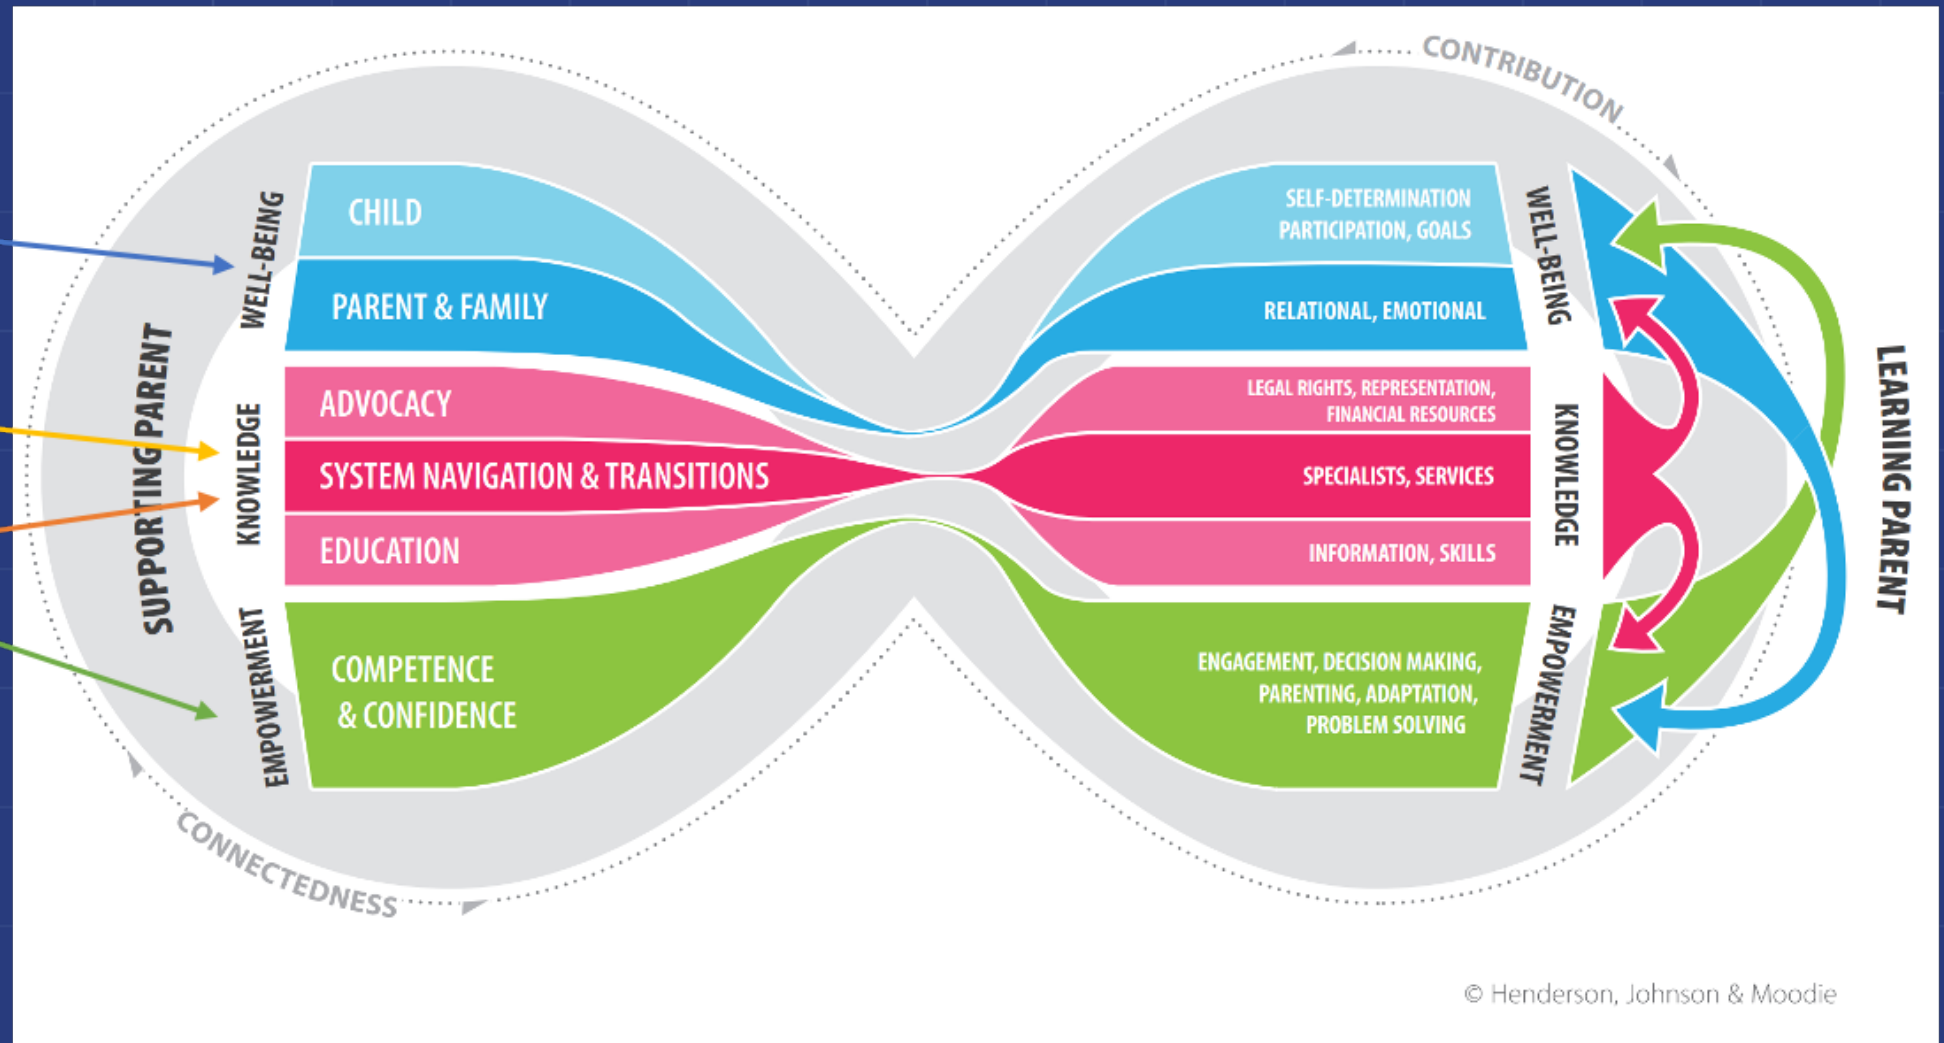 CONTRIBUTION
SUPPORTING PARENT
WELL-BEING
CHILD
PARENT & FAMILY
KNOWLEDGE
ADVOCACY
SYSTEM NAVIGATION & TRANSITIONS
EDUCATION
EMPOWERMENT
COMPETENCE
& CONFIDENCE
CONNECTEDNESS
SELF-DETERMINATION
PARTICIPATION, GOALS
RELATIONAL, EMOTIONAL
WELL-BEING
LEGAL RIGHTS, REPRESENTATION,
FINANCIAL RESOURCES
SPECIALISTS, SERVICES
INFORMATION, SKILLS
KNOWLEDGE
ENGAGEMENT, DECISION MAKING,
PARENTING, ADAPTATION,
PROBLEM SOLVING
EMPOWERMENT
LEARNING PARENT
© Henderson, Johnson & Moodie